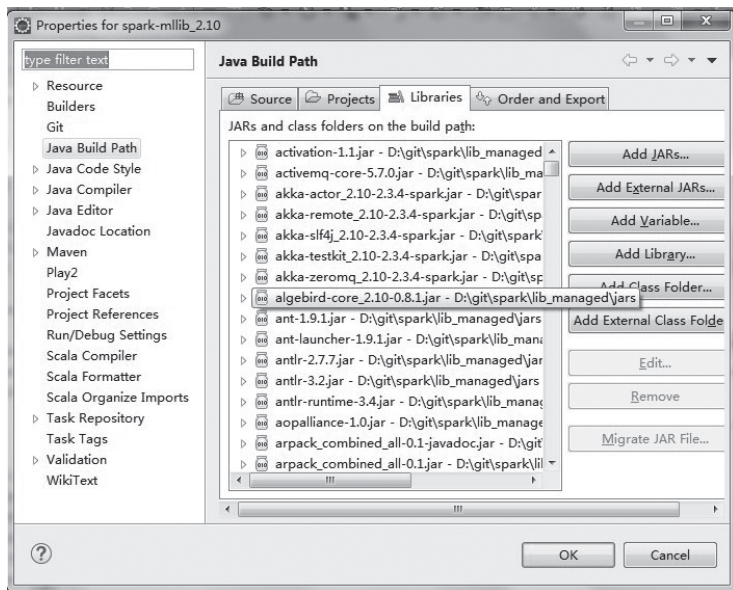 Properties for spark-mllib_2.10
type filter text
Resource
Builders
Git
Java Build Path
Java Code Style
Java Compiler
Java Editor
Javadoc Location
Maven
Play2
Project Facets
Project References
Run/Debug Settings
Scala Compiler
Scala Formatter
Scala Organize Imports
Task Repository
Task Tags
Validation
WikiText
Java Build Path
Source Projects Libraries Order and Export
JARs and class folders on the build path:
activation-1.1.jar - D:\git\spark\lib_managed
activemq-core-5.7.0.jar - D:\git\spark\lib_ma
akka-actor_2.10-2.3.4-spark.jar - D:\git\spar
akka-remote_2.10-2.3.4-spark.jar - D:\git\sp
akka-slf4j_2.10-2.3.4-spark.jar - D:\git\spark
akka-testkit_2.10-2.3.4-spark.jar - D:\git\spa
akka-zeromq_2.10-2.3.4-spark.jar - D:\git\sp
algebird-core_2.10-0.8.1.jar - D:\git\spark\lib_managed\jars
ant-1.9.1.jar - D:\git\spark\lib_managed\jars
ant-launcher-1.9.1.jar - D:\git\spark\lib_mana
antlr-2.7.7.jar - D:\git\spark\lib_managed\jar
antlr-3.2.jar - D:\git\spark\lib_managed\jars
antlr-runtime-3.4.jar - D:\git\spark\lib_manag
aopalliance-1.0.jar - D:\git\spark\lib_manage
arpack_combined_all-0.1-javadoc.jar - D:\git
arpack_combined_all-0.1.jar - D:\git\spark\li
Add JARs...
Add External JARs...
Add Variable...
Add Library...
Add Class Folder...
Add External Class Folde
Edit...
Remove
Migrate JAR File...
OK
Cancel